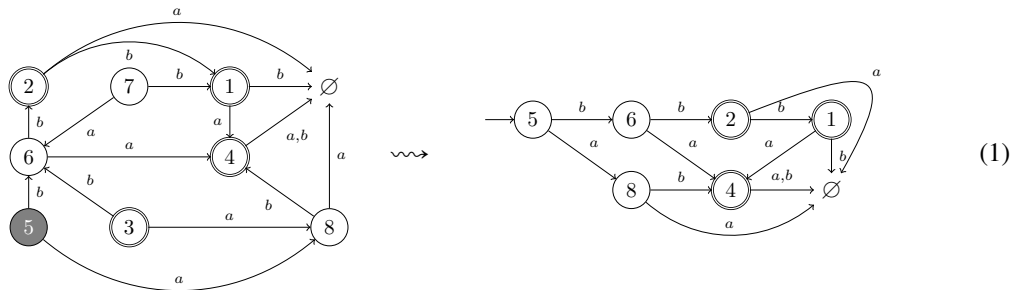 a
b
2 7 b 1 b ∅
b a a a,b a
6 a 4
b b b
5 3 a 8
a
⇝
a
5 b 6 b 2 b 1
a a a b
8 b 4 a,b ∅
a
(1)